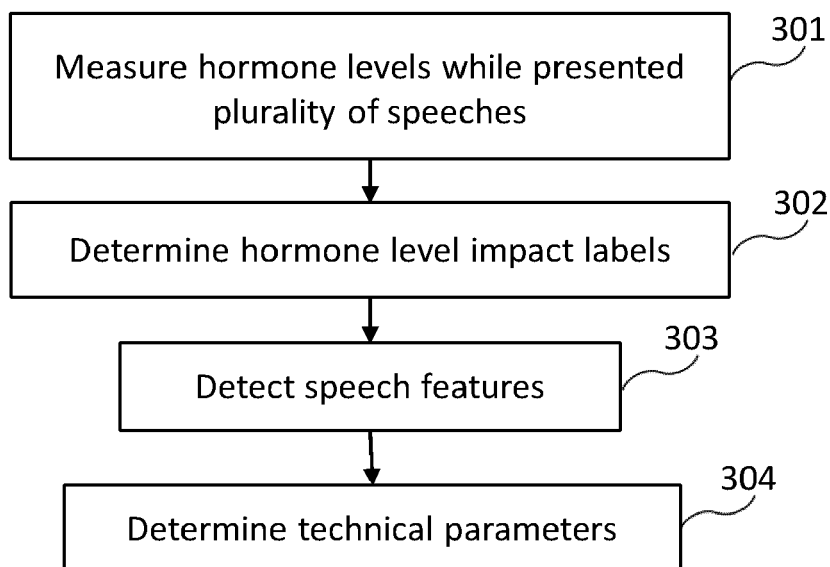 301
Measure hormone levels while presented
plurality of speeches
302
Determine hormone level impact labels
303
Detect speech features
304
Determine technical parameters